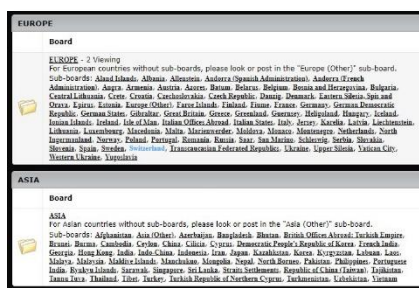 EUROPE
Board
EUROPE - 2 Viewing
For European countries without sub-boards, please look or post in the "Europe (Other)" sub-board.
Sub-boards: Aland Islands, Albania, Allenstein, Andorra (Spanish Administration), Andorra (French
Administration), Angra, Armenia, Austria, Azores, Batum, Belarus, Belgium, Bosnia and Herzegovina, Bulgaria,
Central Lithuania, Crete, Croatia, Czechoslovakia, Czech Republic, Danzig, Denmark, Eastern Silesia, Spis and
Orava, Epirus, Estonia, Europe (Other), Faroe Islands, Finland, Fiume, France, Germany, German Democratic
Republic, German States, Gibraltar, Great Britain, Greece, Greenland, Guernsey, Heligoland, Hungary, Iceland,
Ionian Islands, Ireland, Isle of Man, Italian Offices Abroad, Italian States, Italy, Jersey, Karelia, Latvia, Liechtenstein,
Lithuania, Luxembourg, Macedonia, Malta, Marienwerder, Moldova, Monaco, Montenegro, Netherlands, North
Ingermanland, Norway, Poland, Portugal, Romania, Russia, Saar, San Marino, Schleswig, Serbia, Slovakia,
Slovenia, Spain, Sweden, Switzerland, Transcaucasian Federated Republics, Ukraine, Upper Silesia, Vatican City,
Western Ukraine, Yugoslavia
ASIA
Board
ASIA
For Asian countries without sub-boards, please look or post in the "Asia (Other)" sub-board.
Sub-boards: Afghanistan, Asia (Other), Azerbaijan, Bangladesh, Bhutan, British Offices Abroad: Turkish Empire,
Brunei, Burma, Cambodia, Ceylon, China, Cilicia, Cyprus, Democratic People's Republic of Korea, French India,
Georgia, Hong Kong, India, Indo-China, Indonesia, Iran, Japan, Kazakhstan, Korea, Kyrgyzstan, Labuan, Laos,
Malaya, Malaysia, Maldive Islands, Manchukuo, Mongolia, Nepal, North Borneo, Pakistan, Philippines, Portuguese
India, Ryukyu Islands, Sarawak, Singapore, Sri Lanka, Straits Settlements, Republic of China (Taiwan), Tajikistan,
Tannu Tuva, Thailand, Tibet, Turkey, Turkish Republic of Northern Cyprus, Turkmenistan, Uzbekistan, Vietnam